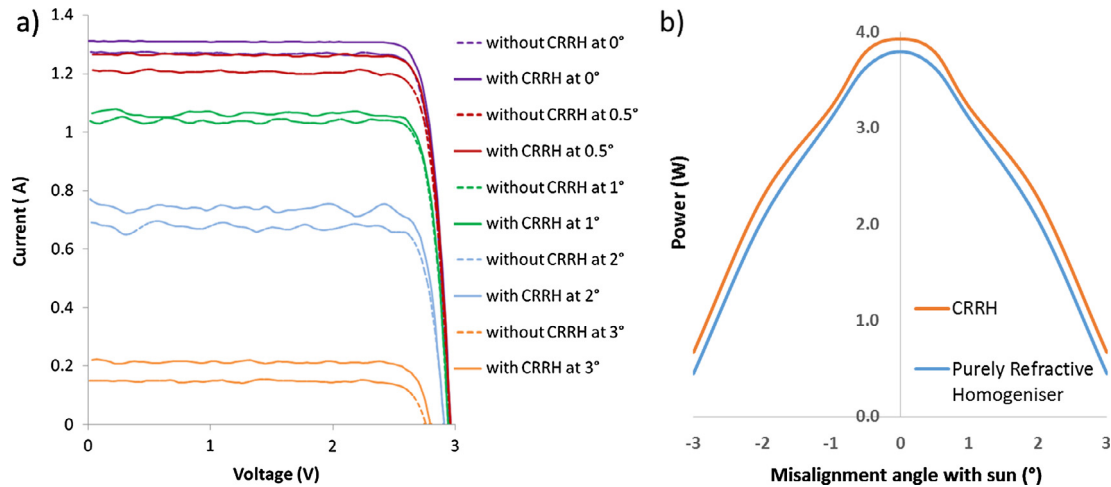 a)
1.4
1.2
1
0.8
0.6
0.4
0.2
0
Current ( A)
0
1
2
3
Voltage (V)
without CRRH at 0°
with CRRH at 0°
without CRRH at 0.5°
with CRRH at 0.5°
without CRRH at 1°
with CRRH at 1°
without CRRH at 2°
with CRRH at 2°
without CRRH at 3°
with CRRH at 3°
b)
4.0
3.0
2.0
1.0
0.0
Power (W)
CRRH
Purely Refractive
Homogeniser
-3
-2
-1
0
1
2
3
Misalignment angle with sun (°)